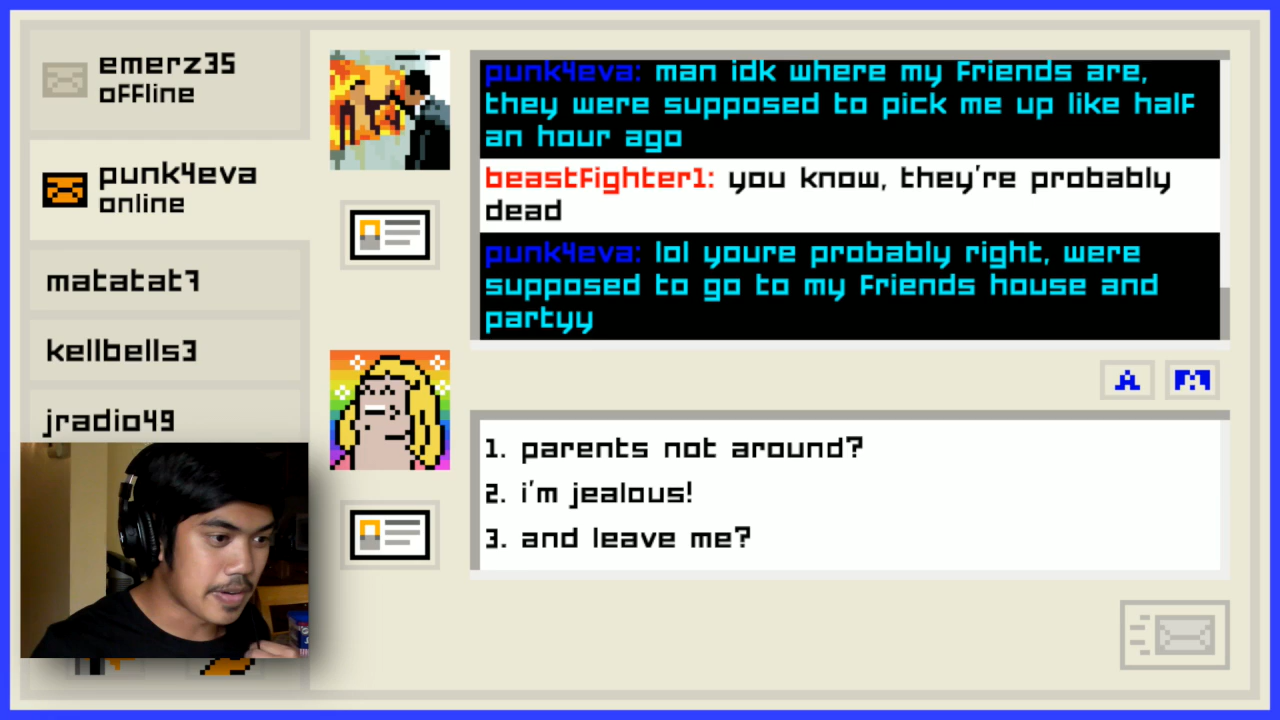 emerz35
offline
punk4eva
online
matatat7
kellbells3
jradio49
punk4eva: man idk where my friends are,
they were supposed to pick me up like half
an hour ago
beastfighter1: you know, they're probably
dead
punk4eva: lol youre probably right, were
supposed to go to my friends house and
partyy
A
1. parents not around?
2. i'm jealous!
3. and leave me?